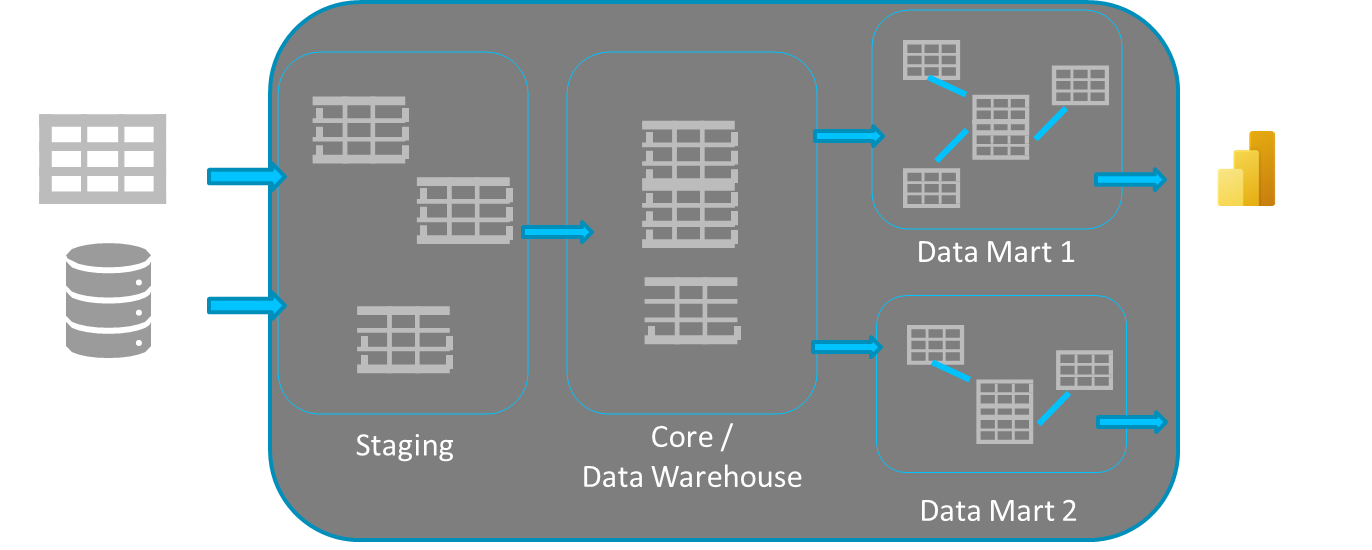 Staging
Core /
Data Warehouse
Data Mart 1
Data Mart 2